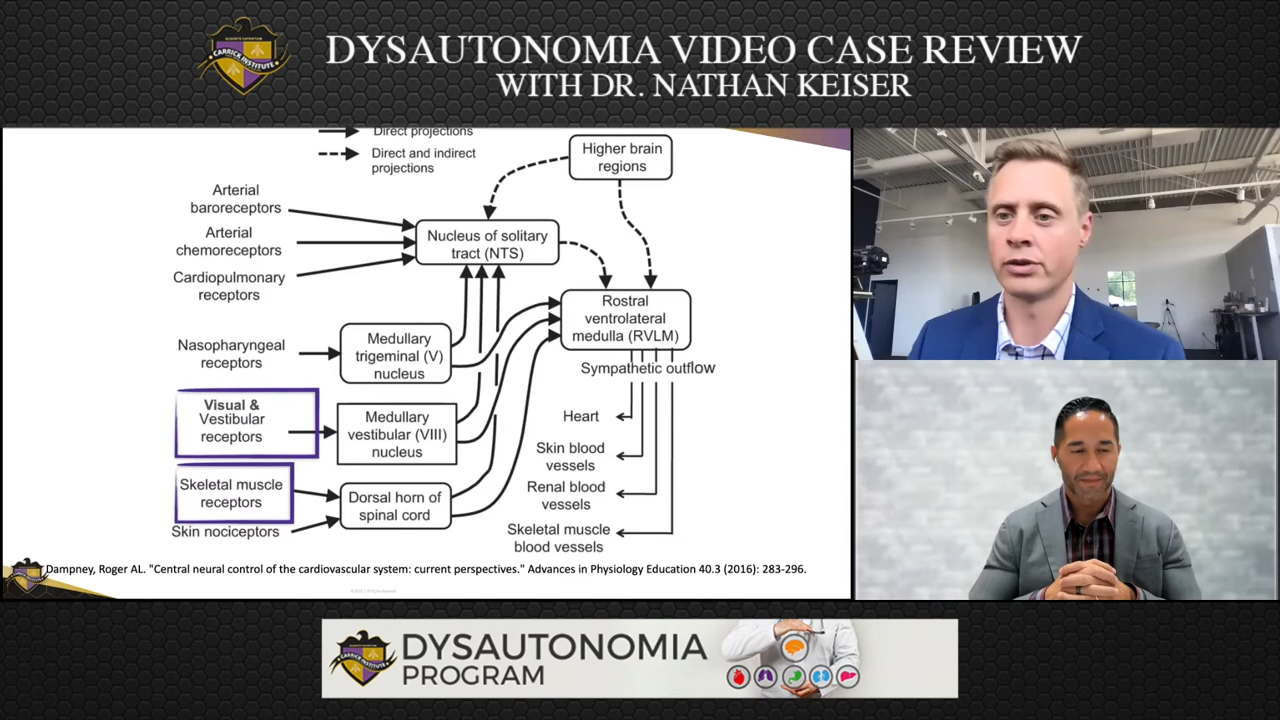 DYSAUTONOMIA VIDEO CASE REVIEW
WITH DR. NATHAN KEISER
CARRICK INSTITUTE
Direct projections
Direct and indirect
projections
Higher brain
regions
Arterial
baroreceptors
Arterial
chemoreceptors
Cardiopulmonary
receptors
Nucleus of solitary
tract (NTS)
Rostral
ventrolateral
medulla (RVLM)
Nasopharyngeal
receptors
Medullary
trigeminal (V)
nucleus
Sympathetic outflow
Visual &
Vestibular
receptors
Medullary
vestibular (VIII)
nucleus
Heart
Skin blood
vessels
Skeletal muscle
receptors
Skin nociceptors
Dorsal horn of
spinal cord
Renal blood
vessels
Skeletal muscle
blood vessels
Dampney, Roger AL. "Central neural control of the cardiovascular system: current perspectives." Advances in Physiology Education 40.3 (2016): 283-296.
CARRICK INSTITUTE
DYSAUTONOMIA
PROGRAM